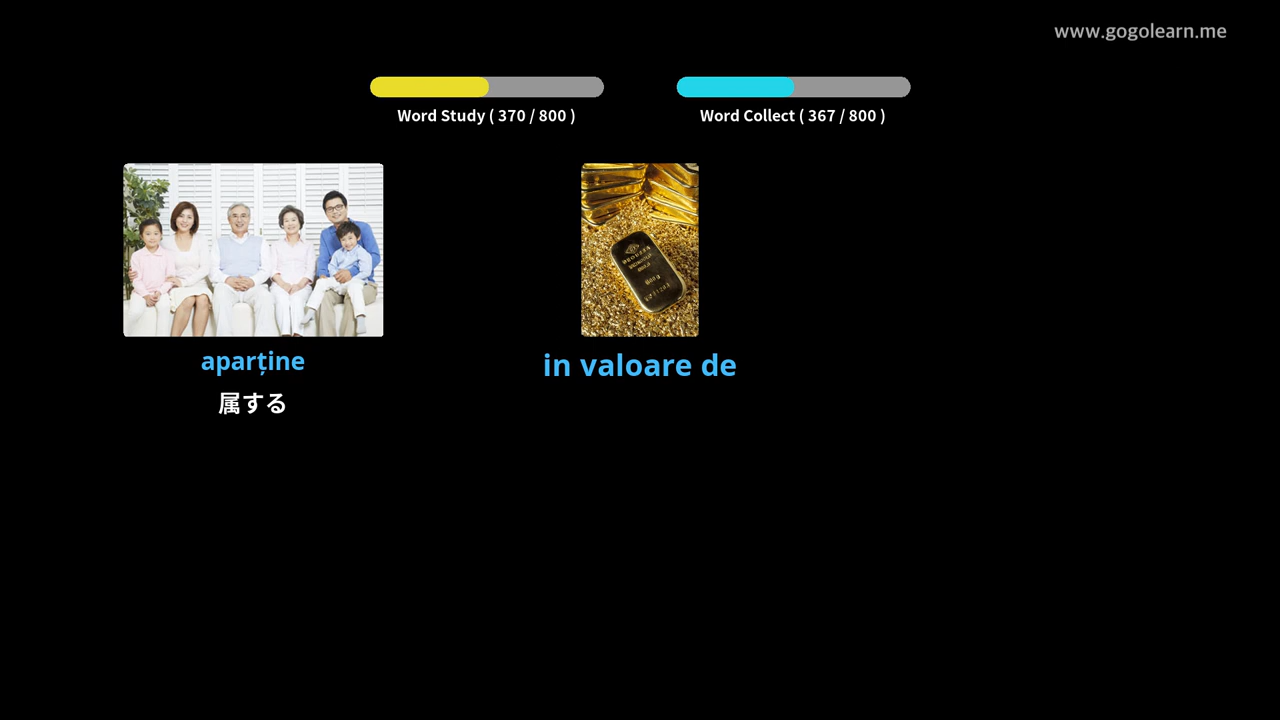 www.gogolearn.me
Word Study ( 370 / 800 )
Word Collect ( 367 / 800 )
aparține
属する
in valoare de